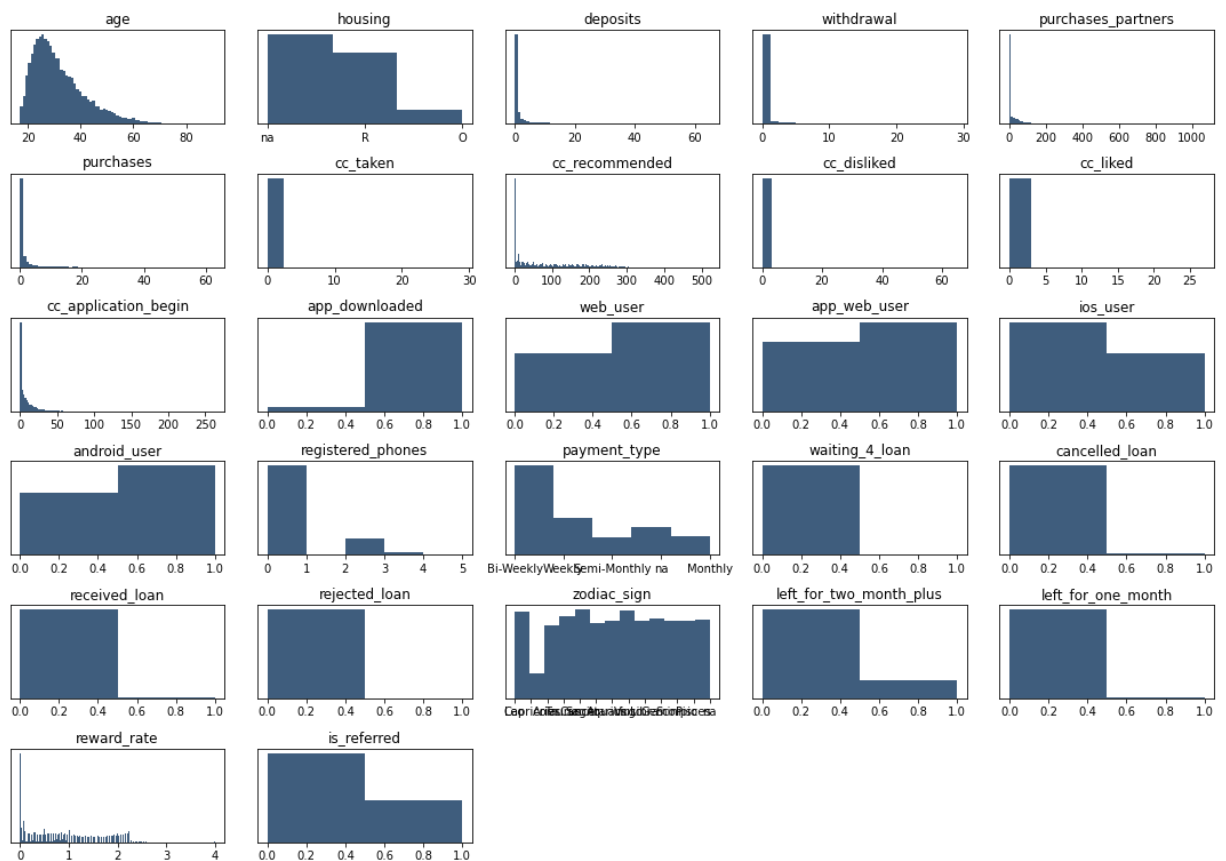 age housing deposits withdrawal purchases_partners
20 40 60 80 na R O 0 20 40 60 0 10 20 30 0 200 400 600 800 1000
purchases cc_taken cc_recommended cc_disliked cc_liked
0 20 40 60 0 10 20 30 0 100 200 300 400 500 0 20 40 60 0 5 10 15 20 25
cc_application_begin app_downloaded web_user app_web_user ios_user
0 50 100 150 200 250 0.0 0.2 0.4 0.6 0.8 1.0 0.0 0.2 0.4 0.6 0.8 1.0 0.0 0.2 0.4 0.6 0.8 1.0 0.0 0.2 0.4 0.6 0.8 1.0
android_user registered_phones payment_type waiting_4_loan cancelled_loan
0.0 0.2 0.4 0.6 0.8 1.0 0 1 2 3 4 5 Bi-Weekly Weekly Semi-Monthly na Monthly 0.0 0.2 0.4 0.6 0.8 1.0 0.0 0.2 0.4 0.6 0.8 1.0
received_loan rejected_loan zodiac_sign left_for_two_month_plus left_for_one_month
0.0 0.2 0.4 0.6 0.8 1.0 0.0 0.2 0.4 0.6 0.8 1.0 na 0.0 0.2 0.4 0.6 0.8 1.0 0.0 0.2 0.4 0.6 0.8 1.0
reward_rate is_referred
0 1 2 3 4 0.0 0.2 0.4 0.6 0.8 1.0